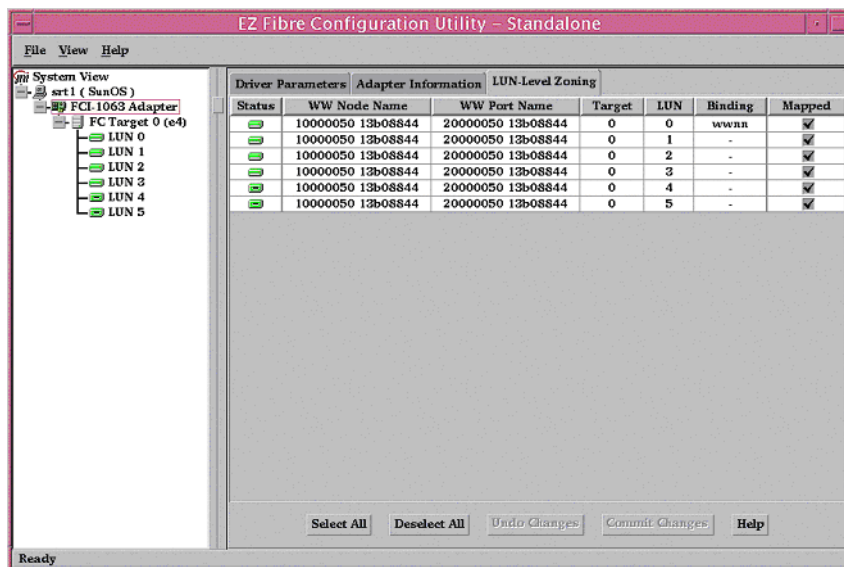 EZ Fibre Configuration Utility - Standalone
File View Help
jni System View
srt1 ( SunOS )
FCI-1063 Adapter
FC Target 0 (e4)
LUN 0
LUN 1
LUN 2
LUN 3
LUN 4
LUN 5
Driver Parameters Adapter Information LUN-Level Zoning
Status WW Node Name WW Port Name Target LUN Binding Mapped
10000050 13b08844 20000050 13b08844 0 0 wwnn
10000050 13b08844 20000050 13b08844 0 1 -
10000050 13b08844 20000050 13b08844 0 2 -
10000050 13b08844 20000050 13b08844 0 3 -
10000050 13b08844 20000050 13b08844 0 4 -
10000050 13b08844 20000050 13b08844 0 5 -
Select All Deselect All Undo Changes Commit Changes Help
Ready